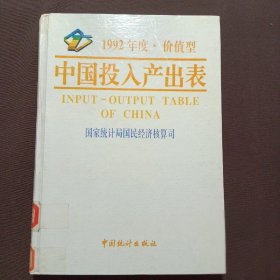 1992年度·价值型
中国投入产出表
INPUT-OUTPUT TABLE
OF CHINA
国家统计局国民经济核算司
中国统计出版社